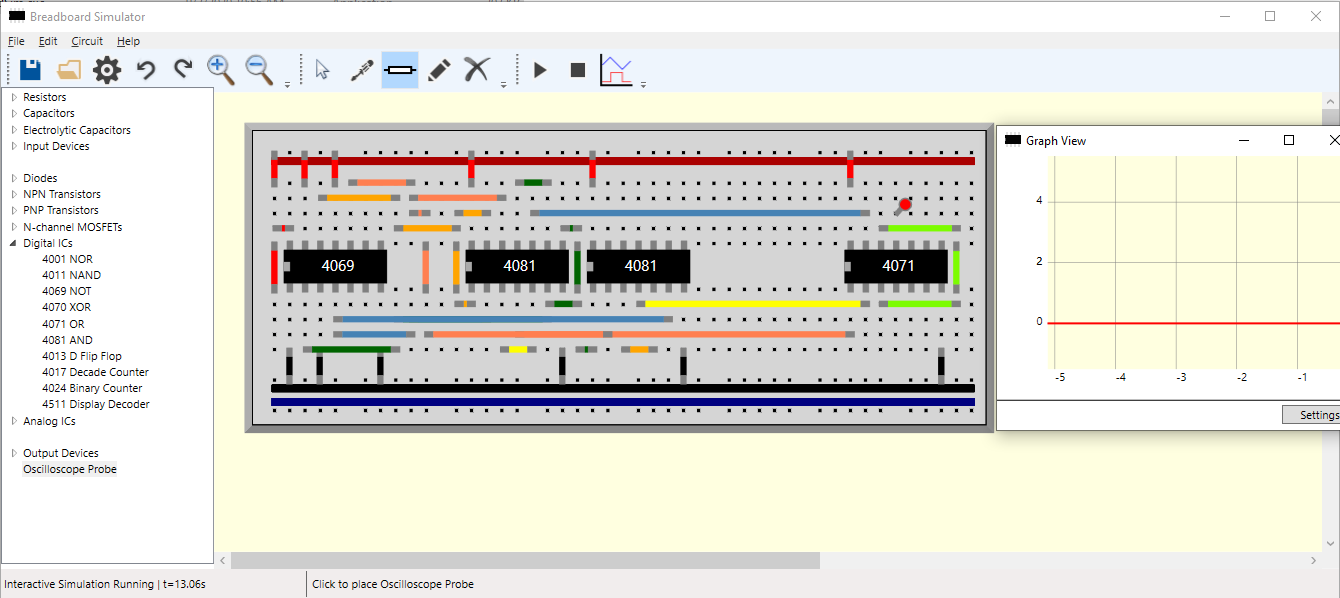 Breadboard Simulator
File Edit Circuit Help
Resistors
Capacitors
Electrolytic Capacitors
Input Devices
Diodes
NPN Transistors
PNP Transistors
N-channel MOSFETs
Digital ICs
4001 NOR
4011 NAND
4069 NOT
4070 XOR
4071 OR
4081 AND
4013 D Flip Flop
4017 Decade Counter
4024 Binary Counter
4511 Display Decoder
Analog ICs
Output Devices
Oscilloscope Probe
4069 4081 4081 4071
Graph View
4
2
0
-5 -4 -3 -2 -1
Settings
Interactive Simulation Running | t=13.06s Click to place Oscilloscope Probe